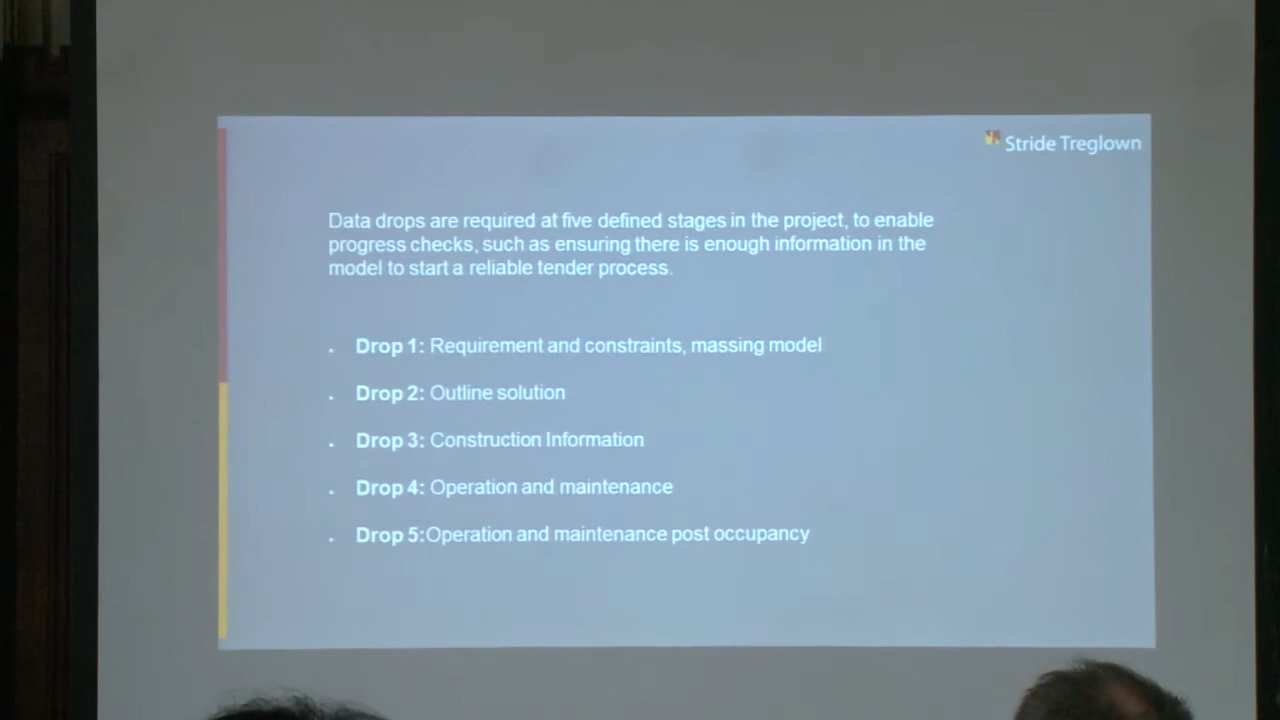 Stride Treglown
Data drops are required at five defined stages in the project, to enable
progress checks, such as ensuring there is enough information in the
model to start a reliable tender process.
. Drop 1: Requirement and constraints, massing model
. Drop 2: Outline solution
. Drop 3: Construction Information
. Drop 4: Operation and maintenance
. Drop 5:Operation and maintenance post occupancy